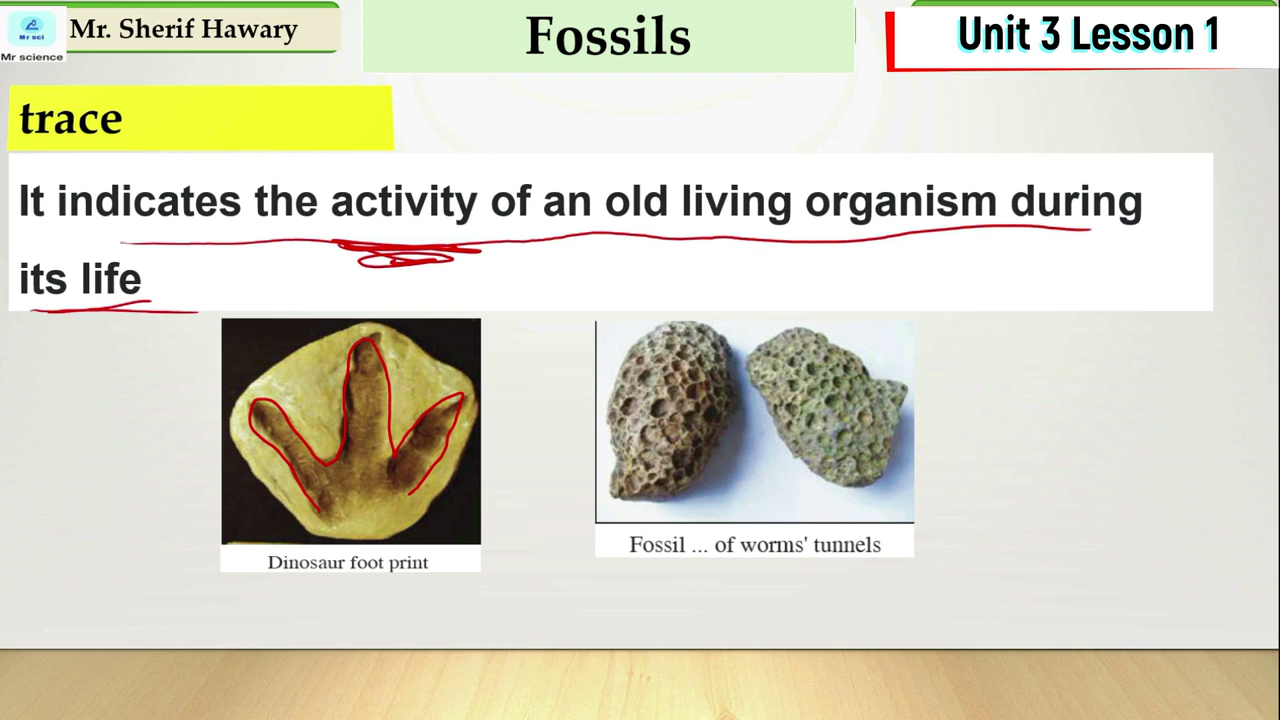 Mr sci
Mr science
Mr. Sherif Hawary
Fossils
Unit 3 Lesson 1
trace
It indicates the activity of an old living organism during
its life
Dinosaur foot print
Fossil ... of worms' tunnels